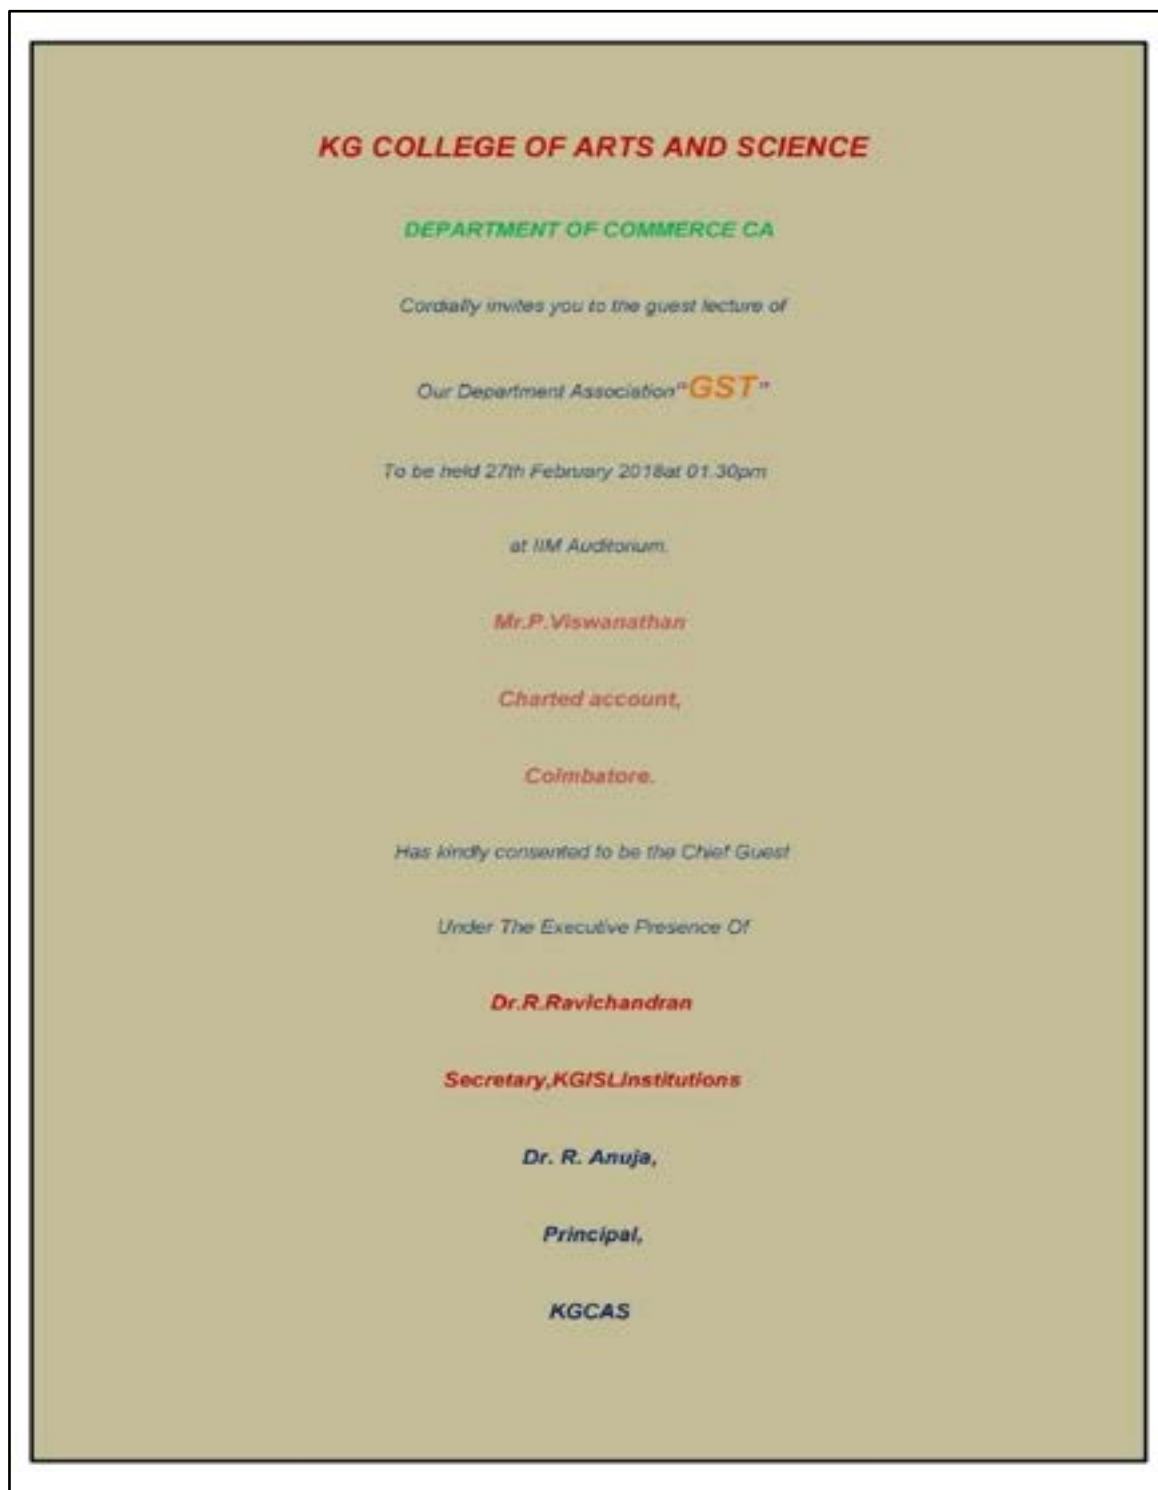 KG COLLEGE OF ARTS AND SCIENCE
DEPARTMENT OF COMMERCE CA
Cordially invites you to the guest lecture of
Our Department Association"GST"
To be held 27th February 2018at 01.30pm
at IIM Auditorium.
Mr.P.Viswanathan
Charted account,
Coimbatore.
Has kindly consented to be the Chief Guest
Under The Executive Presence Of
Dr.R.Ravichandran
Secretary,KGISL.Institutions
Dr. R. Anuja,
Principal,
KGCAS